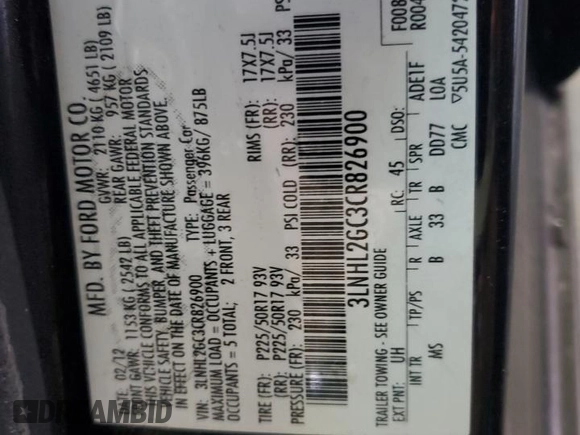 MFD. BY FORD MOTOR CO.
02/12
GVWR: 2110 KG ( 4651 LB)
GAWR: 1153 KG ( 2542 LB)
REAR GAWR: 957 KG ( 2109 LB)
THIS VEHICLE CONFORMS TO ALL APPLICABLE FEDERAL MOTOR
VEHICLE SAFETY, BUMPER AND THEFT PREVENTION STANDARDS
IN EFFECT ON THE DATE OF MANUFACTURE SHOWN ABOVE.
VIN: 3LNHL2GC3CR826900
TYPE: Passenger Car
MAXIMUM LOAD = OCCUPANTS + LUGGAGE = 396KG/ 875LB
OCCUPANTS = 5 TOTAL; 2 FRONT, 3 REAR
TIRE (FR): P225/50R17 93V RIMS (FR): 17X7.5J
(RR): P225/50R17 93V (RR): 17X7.5J
PRESSURE (FR): 230 kPa/ 33 PSI COLD (RR): 230 kPa/ 33
3LNHL2GC3CR826900
TRAILER TOWING - SEE OWNER GUIDE
F008
R004
EXT PNT: UH RC: 45 DSO:
INT TR TP/PS R AXLE TR SPR ADE1F
MS B 33 B DD77 LOA
CMC ▽5U5A-5420472
DREAMBID